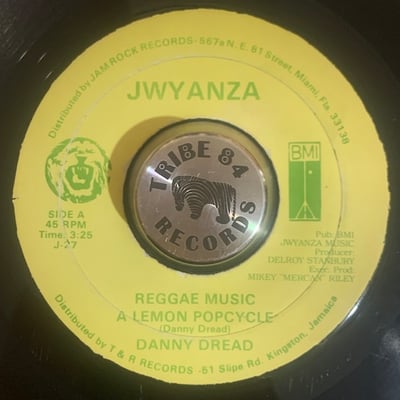 Distributed by JAM ROCK RECORDS-567a N.E. 61 Street, Miami, Fla 33138
JWYANZA
BMI
TRIBE 84
RECORDS
SIDE A
45 RPM
Time: 3:25
J-27
Pub: BMI
JWYANZA MUSIC
Producer:
DELROY STANBURY
Exec. Prod:
MIKEY "MERCAN" RILEY
REGGAE MUSIC
A LEMON POPCYCLE
(Danny Dread)
DANNY DREAD
Distributed by T & R RECORDS -61 Slipe Rd. Kingston, Jamaica